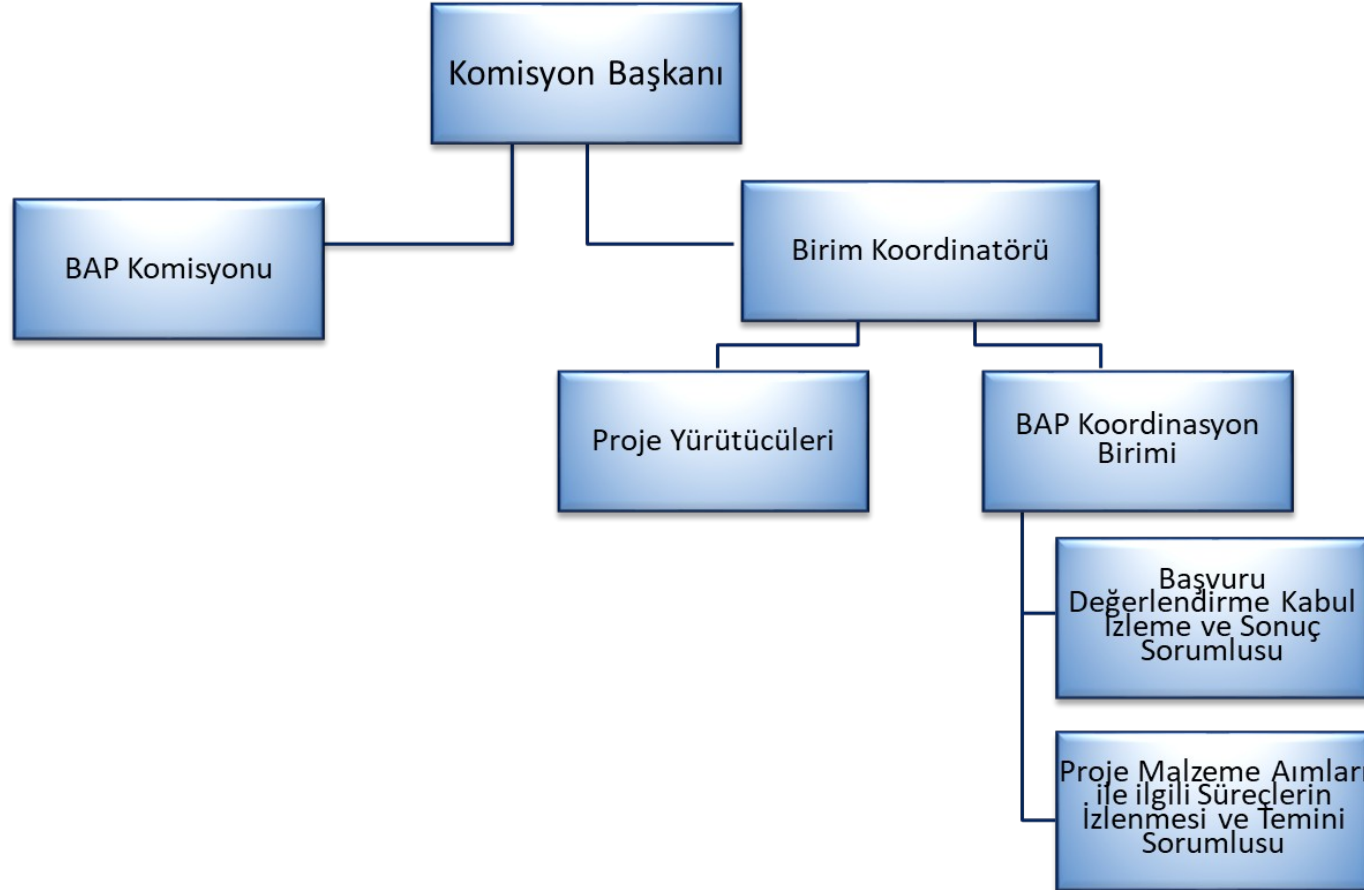 Komisyon Başkanı
BAP Komisyonu
Birim Koordinatörü
Proje Yürütücüleri
BAP Koordinasyon
Birimi
Başvuru
Değerlendirme Kabul
İzleme ve Sonuç
Sorumlusu
Proje Malzeme Aımları
ile ilgili Süreçlerin
İzlenmesi ve Temini
Sorumlusu